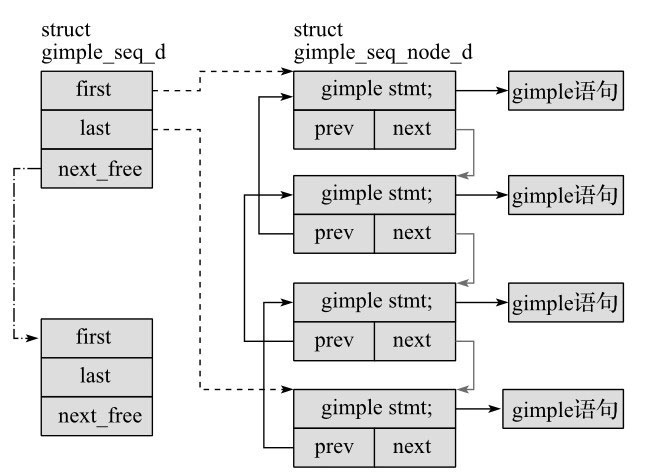 struct
gimple_seq_d
first
last
next_free
first
last
next_free
struct
gimple_seq_node_d
gimple stmt;
prev next
gimple stmt;
prev next
gimple stmt;
prev next
gimple stmt;
prev next
gimple语句
gimple语句
gimple语句
gimple语句